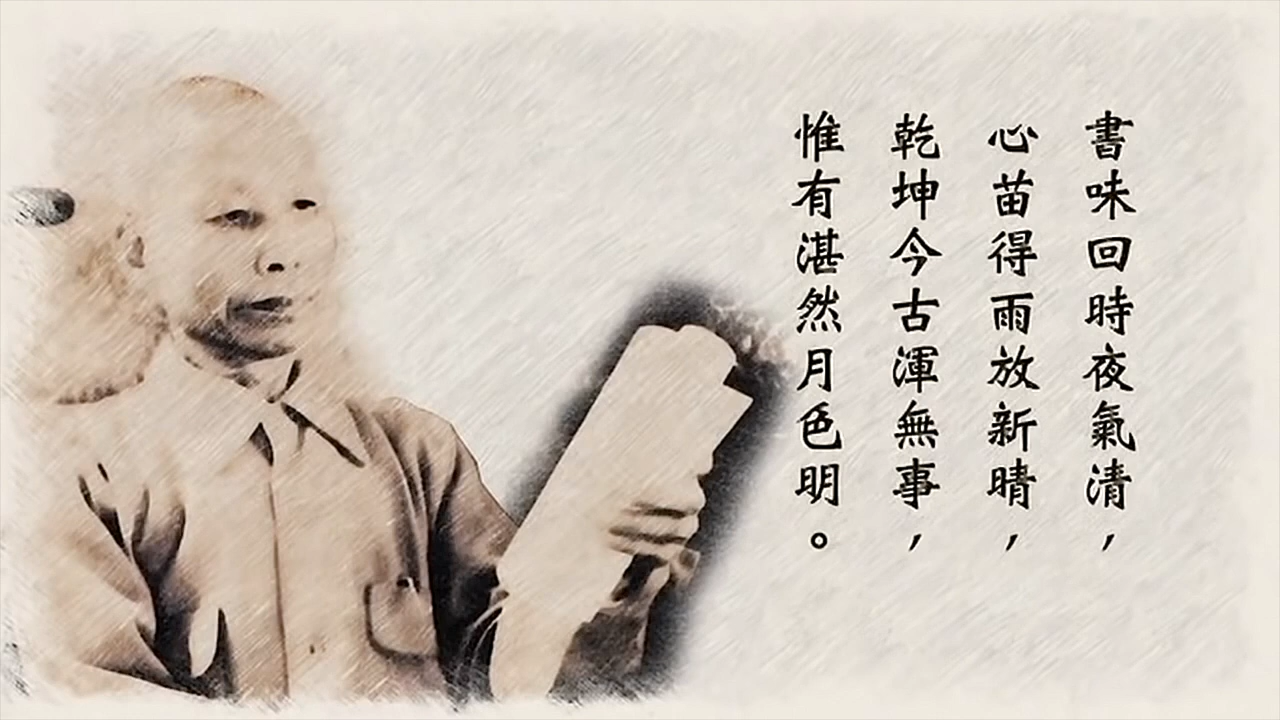 書味回時夜氣清，
心苗得雨放新晴，
乾坤今古渾無事，
惟有湛然月色明。